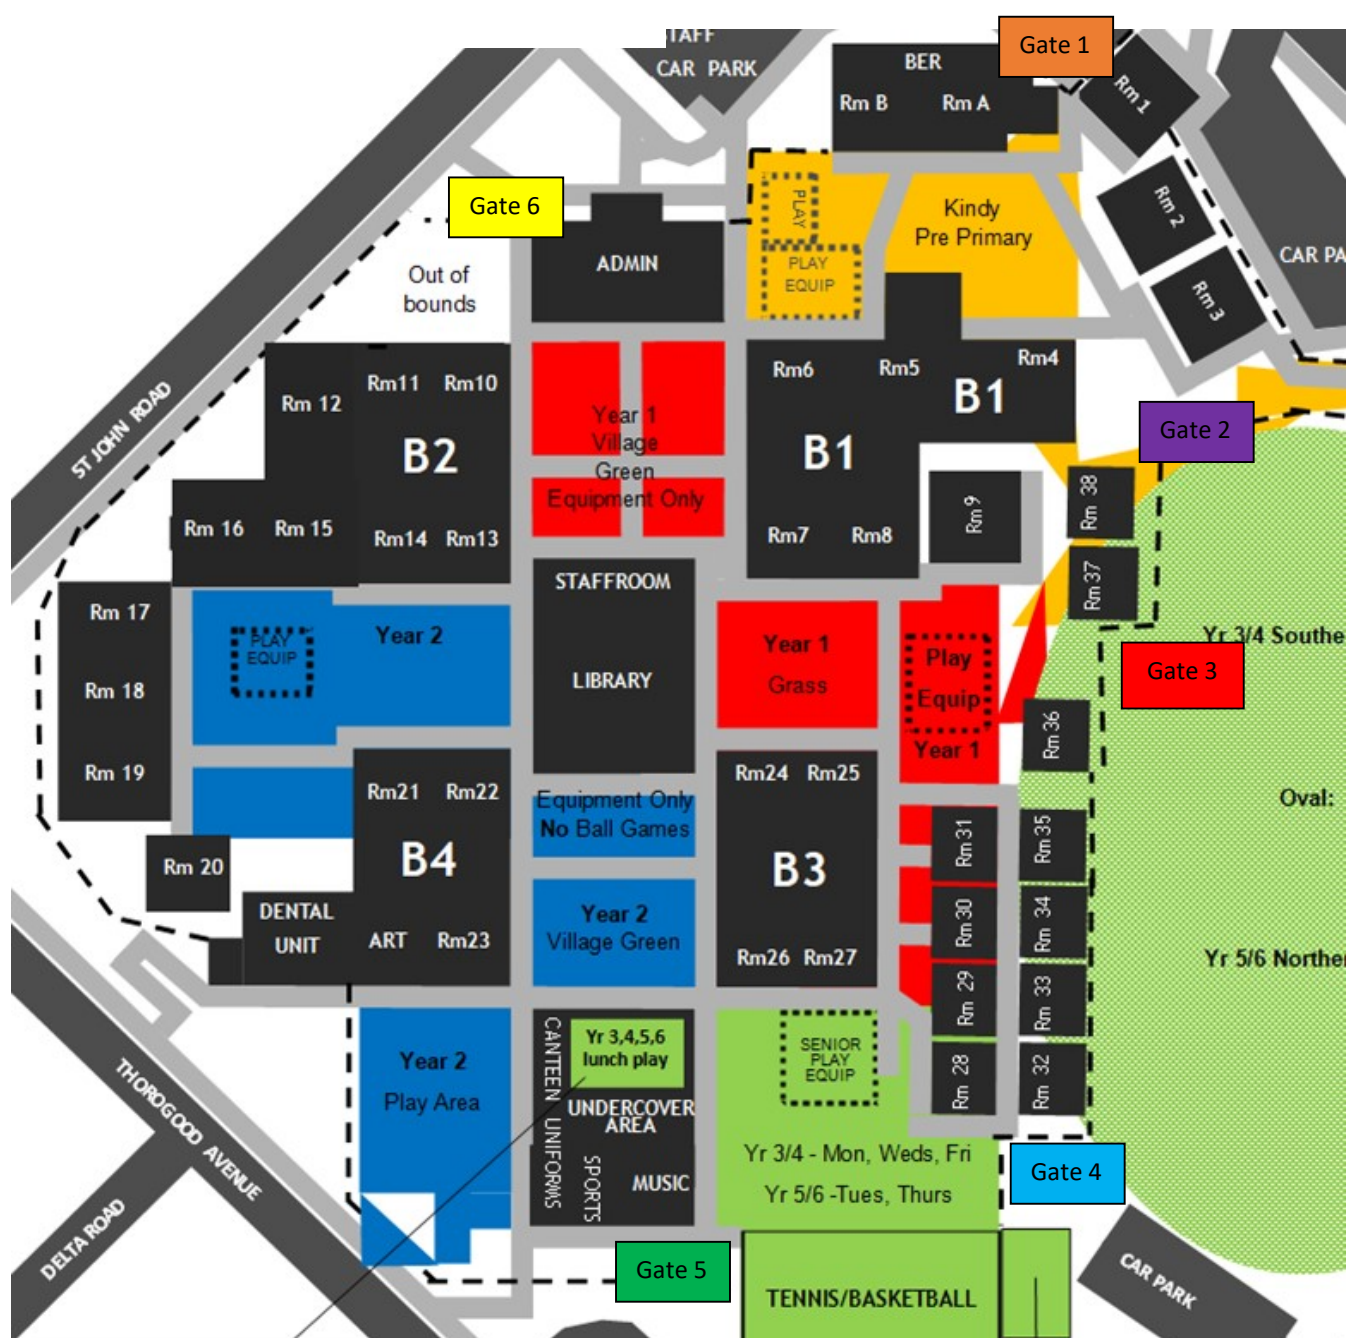 STAFF
CAR PARK
Gate 1
BER
Rm B
Rm A
Rm 1
Gate 6
PLAY
Kindy
Pre Primary
Rm 2
ADMIN
PLAY
EQUIP
CAR PA
Rm 3
Out of
bounds
ST JOHN ROAD
Rm 12
Rm11
Rm10
B2
Year 1
Village
Green
Equipment Only
Rm6
Rm5
Rm4
B1
B1
Gate 2
Rm 16
Rm 15
Rm14
Rm13
Rm7
Rm8
Rm 9
Rm 38
Rm 37
STAFFROOM
LIBRARY
Rm 17
Rm 18
Rm 19
PLAY
EQUIP
Year 2
Year 1
Grass
Play
Equip
Year 1
Yr 3/4 Southe
Gate 3
Rm 36
Oval:
Rm21
Rm22
B4
ART
Rm23
Equipment Only
No Ball Games
Rm24
Rm25
B3
Rm26
Rm27
Rm 31
Rm 35
Rm 20
DENTAL
UNIT
Year 2
Village Green
Rm 30
Rm 34
Yr 5/6 Norther
Rm 29
Rm 33
Rm 28
Rm 32
Year 2
Play Area
CANTEEN UNIFORMS
Yr 3,4,5,6
lunch play
UNDERCOVER
AREA
SPORTS
MUSIC
SENIOR
PLAY
EQUIP
Yr 3/4 - Mon, Weds, Fri
Yr 5/6 -Tues, Thurs
Gate 4
THOROGOOD AVENUE
DELTA ROAD
Gate 5
TENNIS/BASKETBALL
CAR PARK